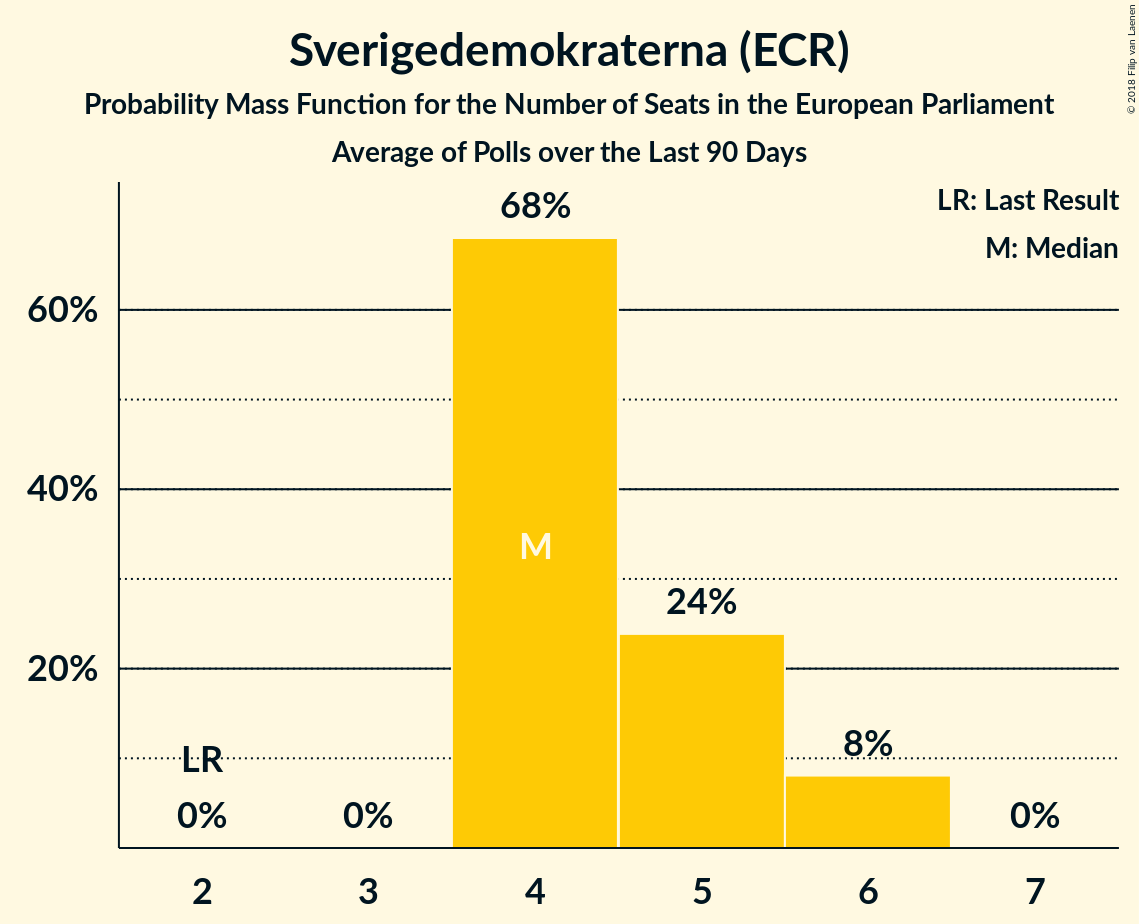 Sverigedemokraterna (ECR)
Probability Mass Function for the Number of Seats in the European Parliament
Average of Polls over the Last 90 Days
© 2018 Filip van Laenen
LR: Last Result
M: Median
68%
60%
40%
M
24%
20%
8%
LR
0%
0%
0%
2
3
4
5
6
7